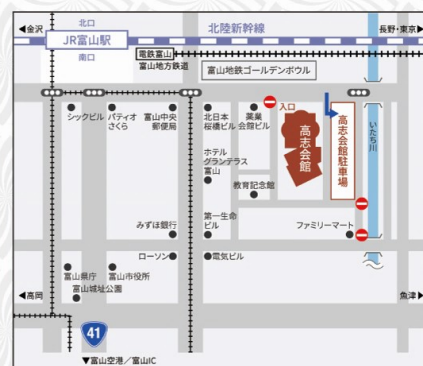 ◀金沢
北口
JR富山駅
南口
北陸新幹線
長野・東京▶
電鉄富山
富山地方鉄道
富山地鉄ゴールデンボウル
シックビル
パティオ
さくら
富山中央
郵便局
北日本
桜橋ビル
薬業
会館ビル
入口
高志会館
高志会館駐車場
いたち川
ホテル
グランテラス
富山
教育記念館
みずほ銀行
第一生命
ビル
ファミリーマート
ローソン
電気ビル
富山県庁
富山市役所
富山城址公園
◀高岡
魚津▶
41
▼富山空港/富山IC